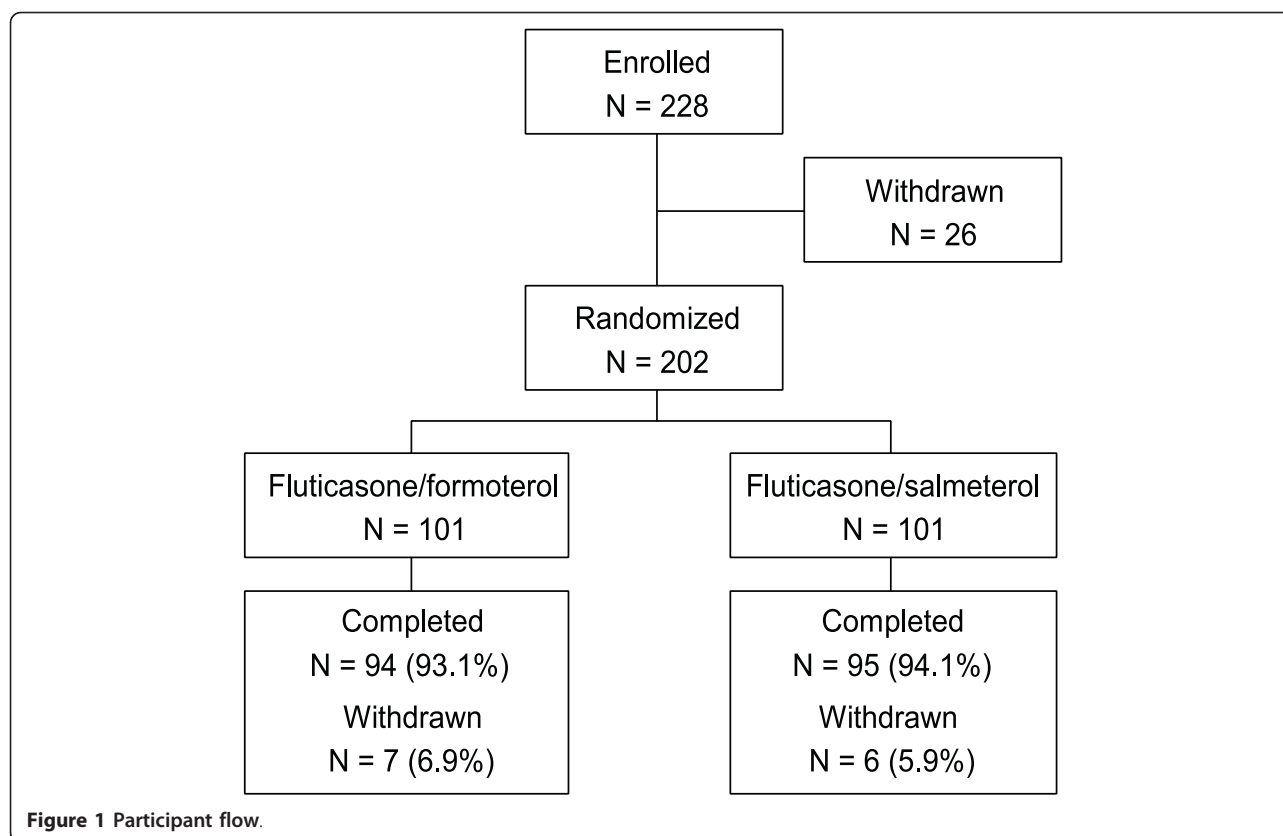 Enrolled
N = 228
Withdrawn
N = 26
Randomized
N = 202
Fluticasone/formoterol
N = 101
Fluticasone/salmeterol
N = 101
Completed
N = 94 (93.1%)
Withdrawn
N = 7 (6.9%)
Completed
N = 95 (94.1%)
Withdrawn
N = 6 (5.9%)
Figure 1 Participant flow.